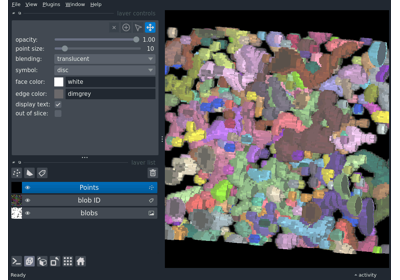 File View Plugins Window Help
layer controls
opacity: 1.00
point size: 10
blending: translucent
symbol: disc
face color: white
edge color: dimgrey
display text:
out of slice:
layer list
Points
blob ID
blobs
Ready
activity